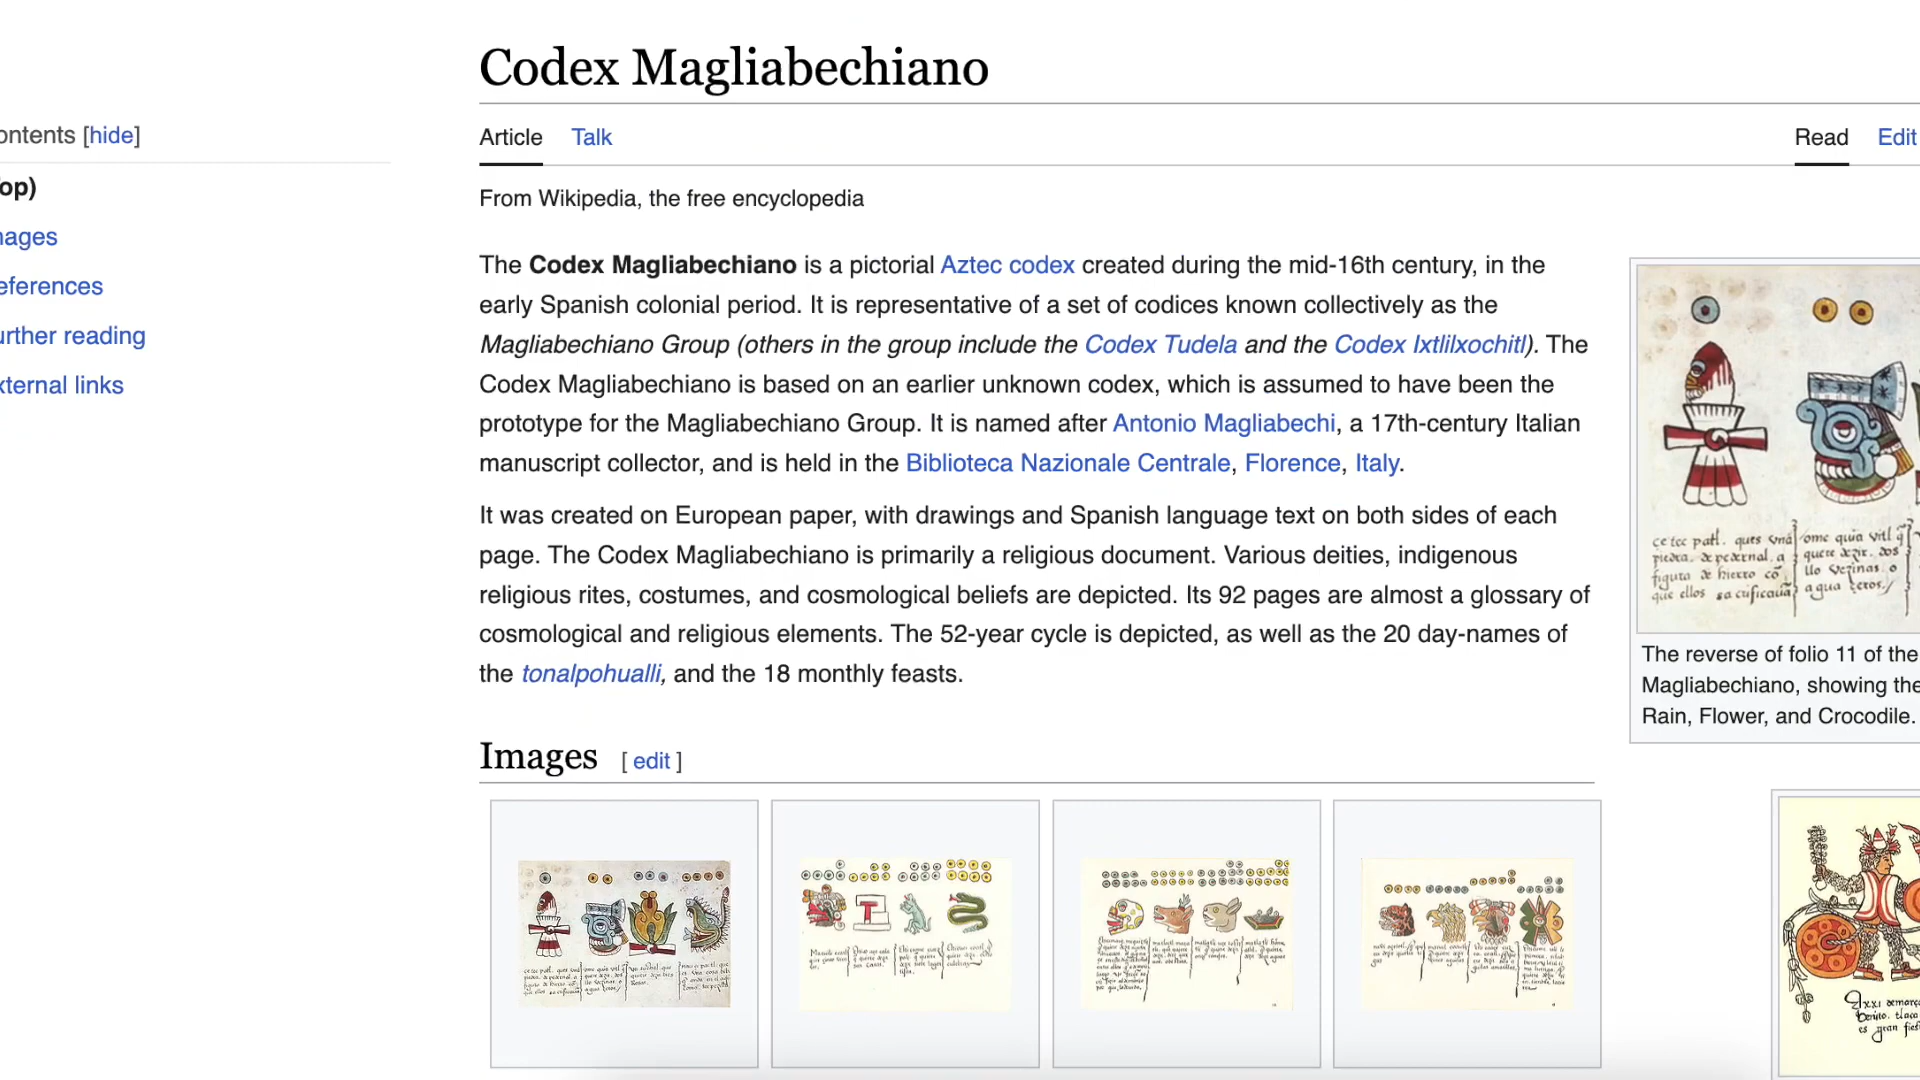 Codex Magliabechiano
ontents [hide]
Article Talk
Read Edit
op)
From Wikipedia, the free encyclopedia
mages
eferences
urther reading
xternal links
The Codex Magliabechiano is a pictorial Aztec codex created during the mid-16th century, in the
early Spanish colonial period. It is representative of a set of codices known collectively as the
Magliabechiano Group (others in the group include the Codex Tudela and the Codex Ixtlilxochitl). The
Codex Magliabechiano is based on an earlier unknown codex, which is assumed to have been the
prototype for the Magliabechiano Group. It is named after Antonio Magliabechi, a 17th-century Italian
manuscript collector, and is held in the Biblioteca Nazionale Centrale, Florence, Italy.
It was created on European paper, with drawings and Spanish language text on both sides of each
page. The Codex Magliabechiano is primarily a religious document. Various deities, indigenous
religious rites, costumes, and cosmological beliefs are depicted. Its 92 pages are almost a glossary of
cosmological and religious elements. The 52-year cycle is depicted, as well as the 20 day-names of
the tonalpohualli, and the 18 monthly feasts.
The reverse of folio 11 of the
Magliabechiano, showing the
Rain, Flower, and Crocodile.
Images [ edit ]